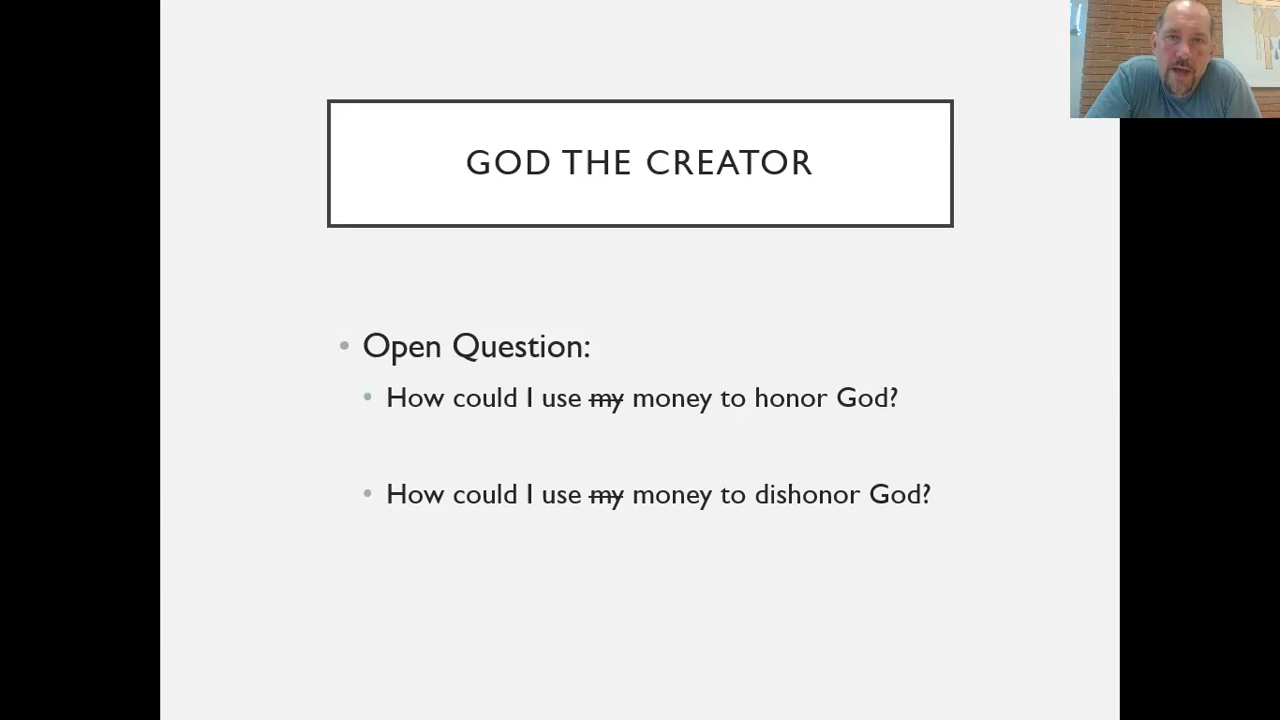 GOD THE CREATOR
Open Question:
How could I use my money to honor God?
How could I use my money to dishonor God?